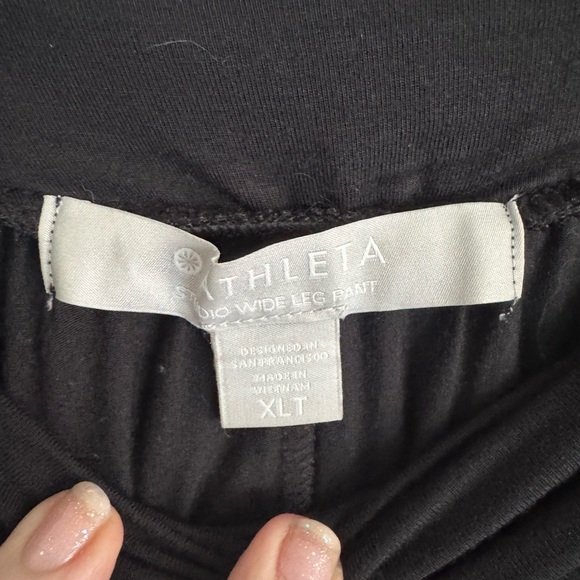 ATHLETA
STUDIO WIDE LEG PANT
DESIGNED IN
SAN FRANCISCO
MADE IN
VIETNAM
XLT